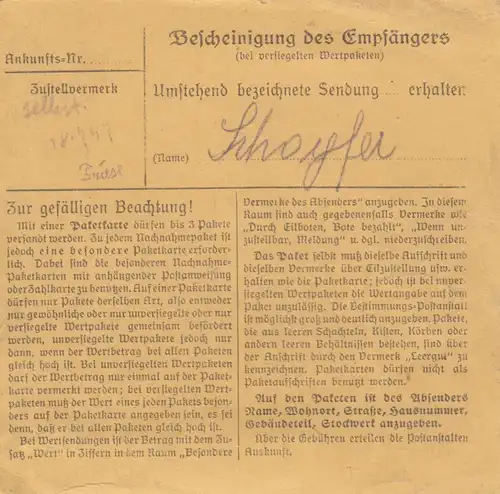 Bescheinigung des Empfängers
(bei versiegelten Wertpaketen)
Ankunfts-Nr.
Zustellvermerk
Umstehend bezeichnete Sendung erhalten
selbst.
18.7.47
(Name)
Zur gefälligen Beachtung!
Mit einer Paketkarte dürfen bis 3 Pakete
versandt werden. Zu jedem Nachnahmepaket ist
jedoch eine besondere Paketkarte erforder-
lich. Dabei sind die besonderen Nachnahme-
Paketkarten mit anhängender Postanweisung
oder Zahlkarte zu benutzen. Auf einer Paketkarte
dürfen nur Pakete derselben Art, also entweder
nur gewöhnliche oder nur unversiegelte oder nur
versiegelte Wertpakete gemeinsam befördert
werden, unversiegelte Wertpakete jedoch nur
dann, wenn der Wertbetrag bei allen Paketen
gleich hoch ist. Bei unversiegelten Wertpaketen
darf der Wertbetrag nur einmal auf der Paket-
karte vermerkt werden; bei versiegelten Wert-
paketen muß der Wert eines jeden Pakets beson-
ders auf der Paketkarte angegeben sein, es sei
denn, daß er bei allen Paketen gleich hoch ist.
Bei Wertsendungen ist der Betrag mit dem Zu-
satz „Wert“ in Ziffern in dem Raum „Besondere
Vermerke des Absenders“ anzugeben. In diesem
Raum sind auch gegebenenfalls Vermerke wie
„Durch Eilboten, Bote bezahlt“, „Wenn un-
zustellbar, Meldung“ u. dgl. niederzuschreiben.
Das Paket selbst muß dieselbe Aufschrift und
dieselben Vermerke über Eilzustellung usw. er-
halten wie die Paketkarte; jedoch ist bei unver-
siegelten Wertpaketen die Wertangabe auf dem
Paket unzulässig. Die Bestimmungs-Postanstalt
ist möglichst groß und deutlich anzugeben. Pakete,
die aus leeren Schachteln, Kisten, Körben oder
andern leeren Behältnissen bestehen, sind über
der Anschrift durch den Vermerk „Leergut“ zu
kennzeichnen. Paketkarten dürfen nicht als
Paketaufschriften benutzt werden.
Auf den Paketen ist des Absenders
Name, Wohnort, Straße, Hausnummer,
Gebäudeteil, Stockwerk anzugeben.
Über die Gebühren erteilen die Postanstalten
Auskunft.